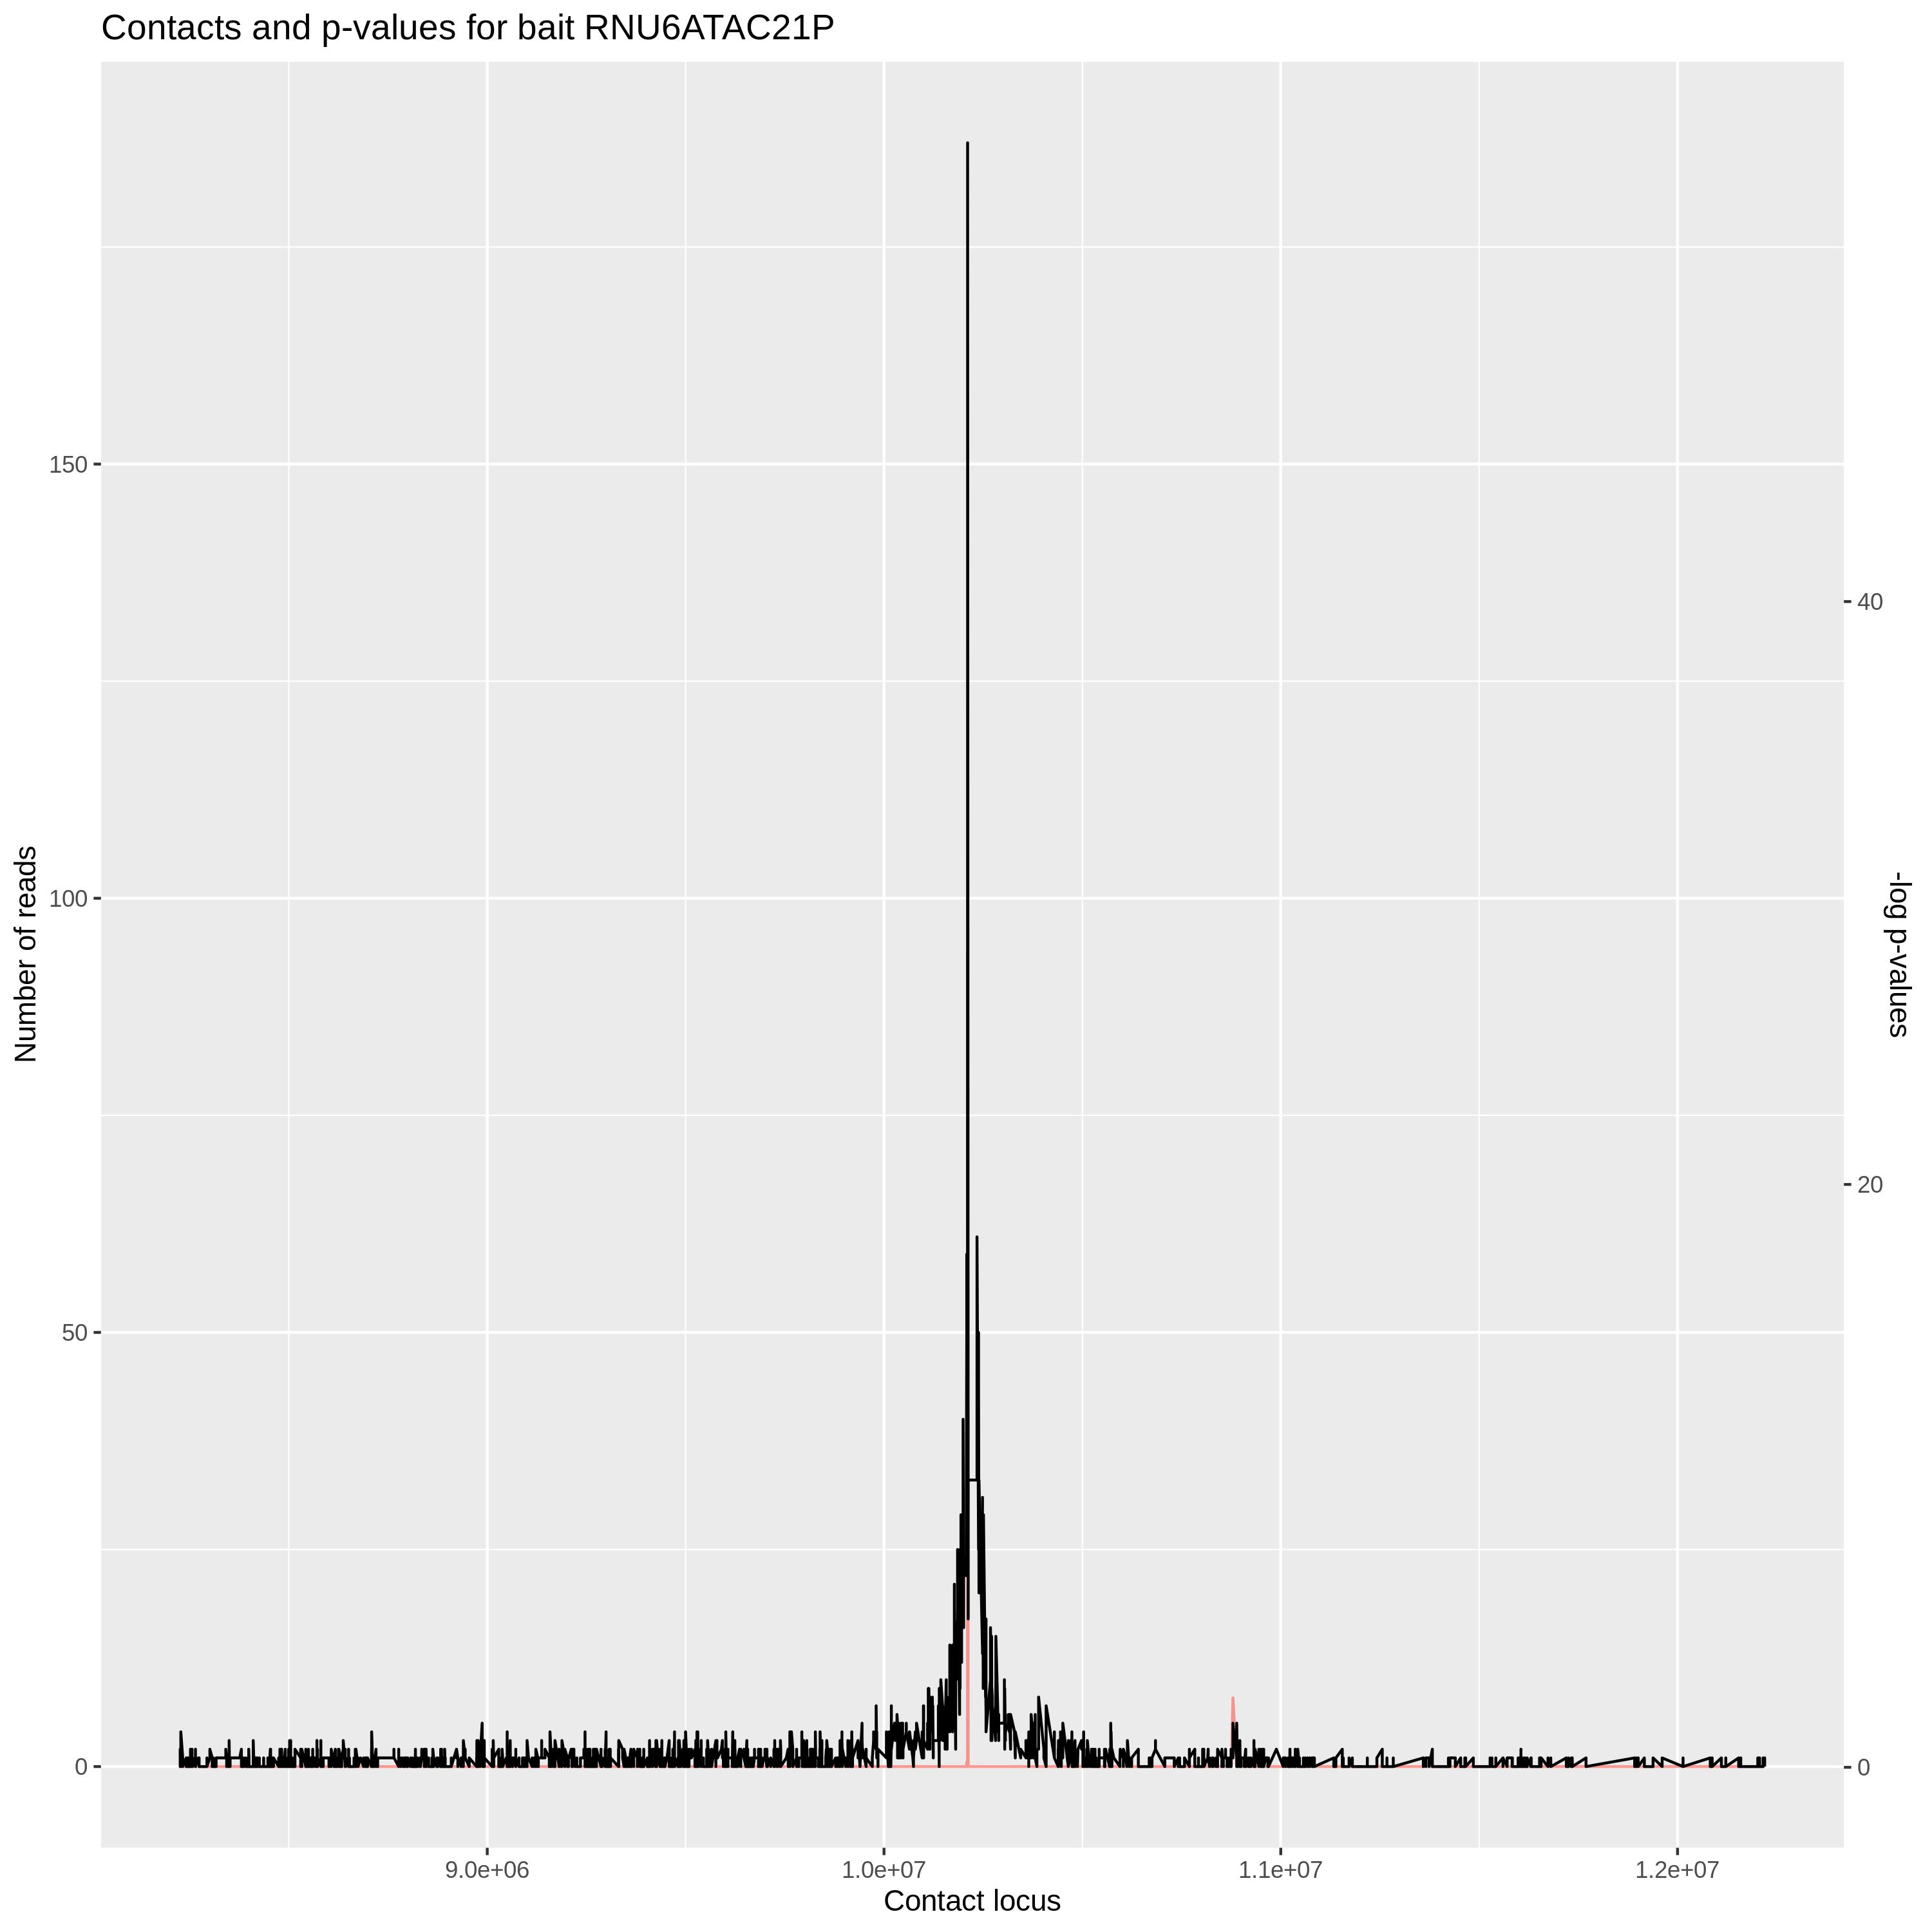 Contacts and p-values for bait RNU6ATAC21P
150
100
50
0
Number of reads
40
20
0
-log p-values
9.0e+06
1.0e+07
1.1e+07
1.2e+07
Contact locus